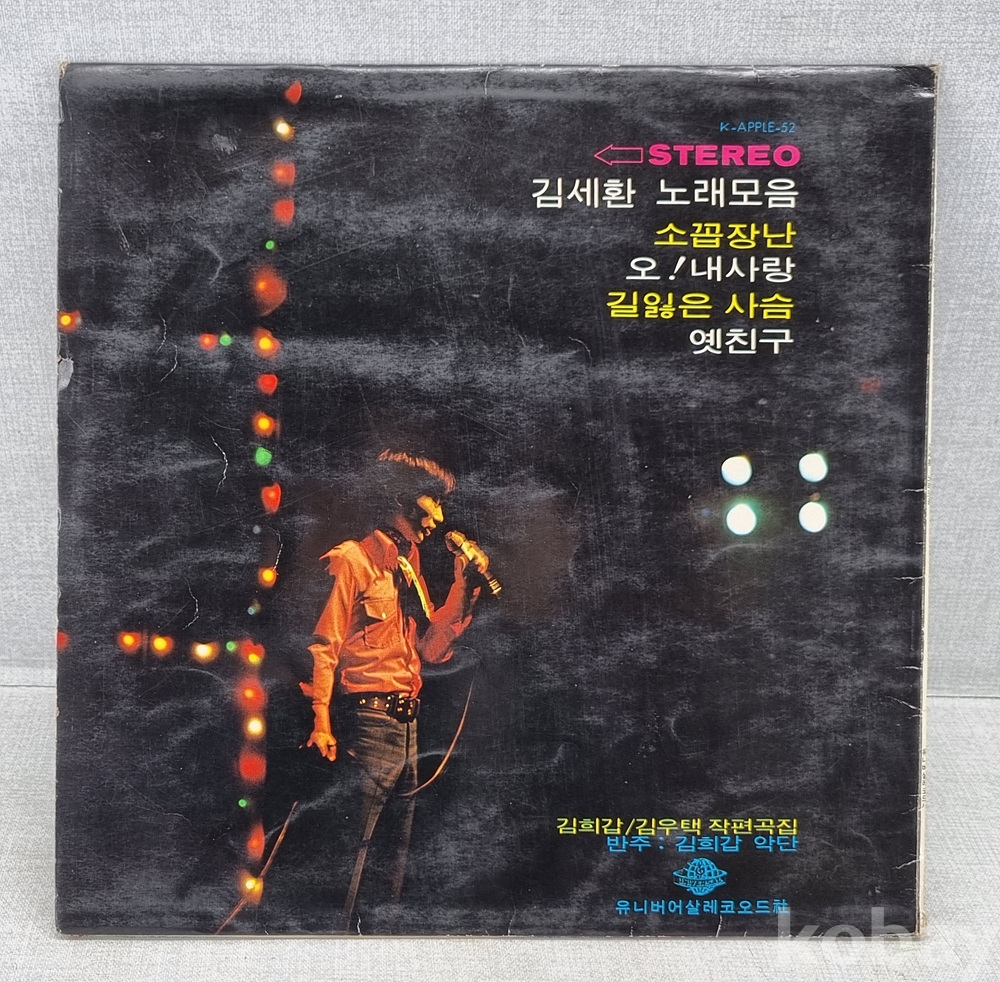 K-APPLE-52
STEREO
김세환 노래모음
소꼽장난
오!내사랑
길잃은 사슴
옛친구
김희갑/김우택 작편곡집
반주: 김희갑 악단
유니버어살레코오드社
kobay